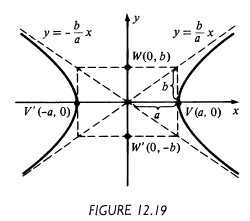 y = - b/a x
y
y = b/a x
W(0, b)
b
V'(-a, 0)
a
V(a, 0)
x
W'(0, -b)
FIGURE 12.19